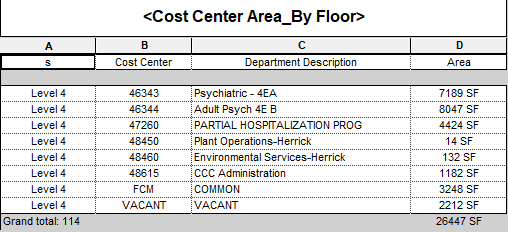 <Cost Center Area_By Floor>
A B C D
s Cost Center Department Description Area
Level 4 46343 Psychiatric - 4EA 7189 SF
Level 4 46344 Adult Psych 4E B 8047 SF
Level 4 47260 PARTIAL HOSPITALIZATION PROG 4424 SF
Level 4 48450 Plant Operations-Herrick 14 SF
Level 4 48460 Environmental Services-Herrick 132 SF
Level 4 48615 CCC Administration 1182 SF
Level 4 FCM COMMON 3248 SF
Level 4 VACANT VACANT 2212 SF
Grand total: 114 26447 SF